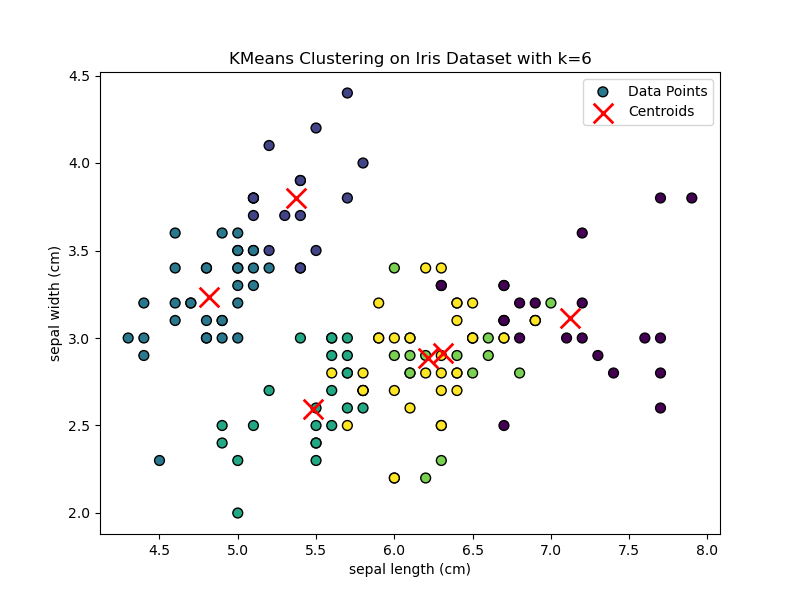 KMeans Clustering on Iris Dataset with k=6
Data Points
Centroids
4.5
4.0
3.5
3.0
2.5
2.0
sepal width (cm)
4.5 5.0 5.5 6.0 6.5 7.0 7.5 8.0
sepal length (cm)